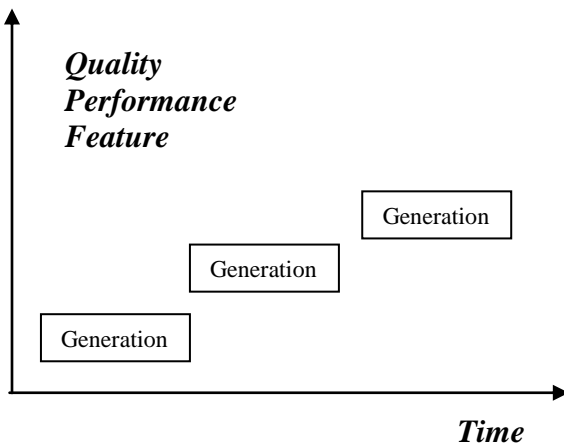 Quality
Performance
Feature
Generation
Generation
Generation
Time